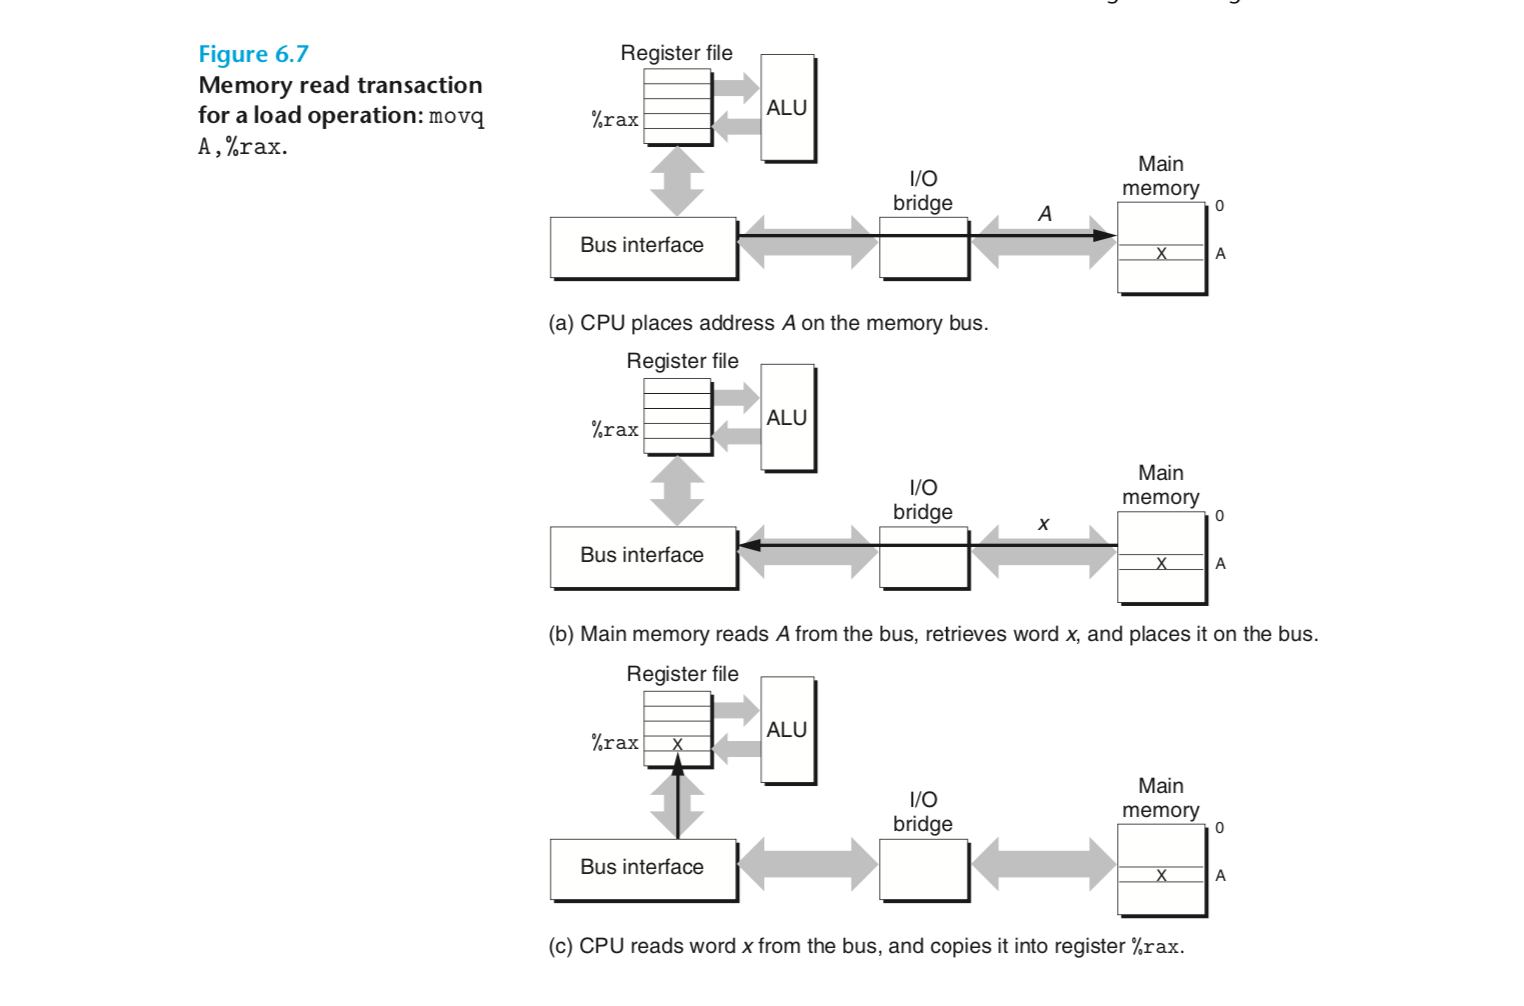 Figure 6.7
Memory read transaction
for a load operation: movq
A,%rax.
Register file
ALU
%rax
Main
memory
I/O
bridge
0
A
Bus interface
x
A
(a) CPU places address A on the memory bus.
Register file
ALU
%rax
Main
memory
I/O
bridge
0
x
Bus interface
x
A
(b) Main memory reads A from the bus, retrieves word x, and places it on the bus.
Register file
ALU
%rax
x
Main
memory
I/O
bridge
0
Bus interface
x
A
(c) CPU reads word x from the bus, and copies it into register %rax.